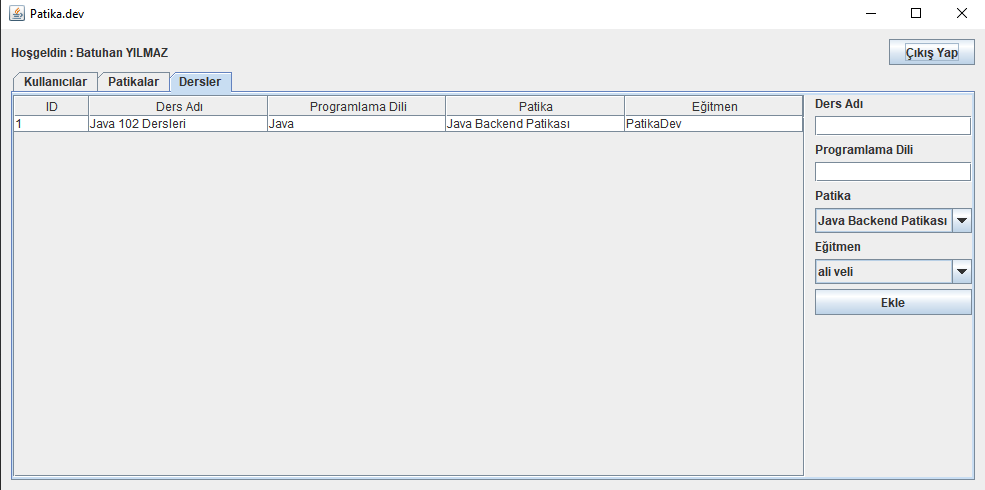 Patika.dev
Hoşgeldin : Batuhan YILMAZ
Çıkış Yap
Kullanıcılar Patikalar Dersler
ID Ders Adı Programlama Dili Patika Eğitmen
1 Java 102 Dersleri Java Java Backend Patikası PatikaDev
Ders Adı
Programlama Dili
Patika
Java Backend Patikası
Eğitmen
ali veli
Ekle